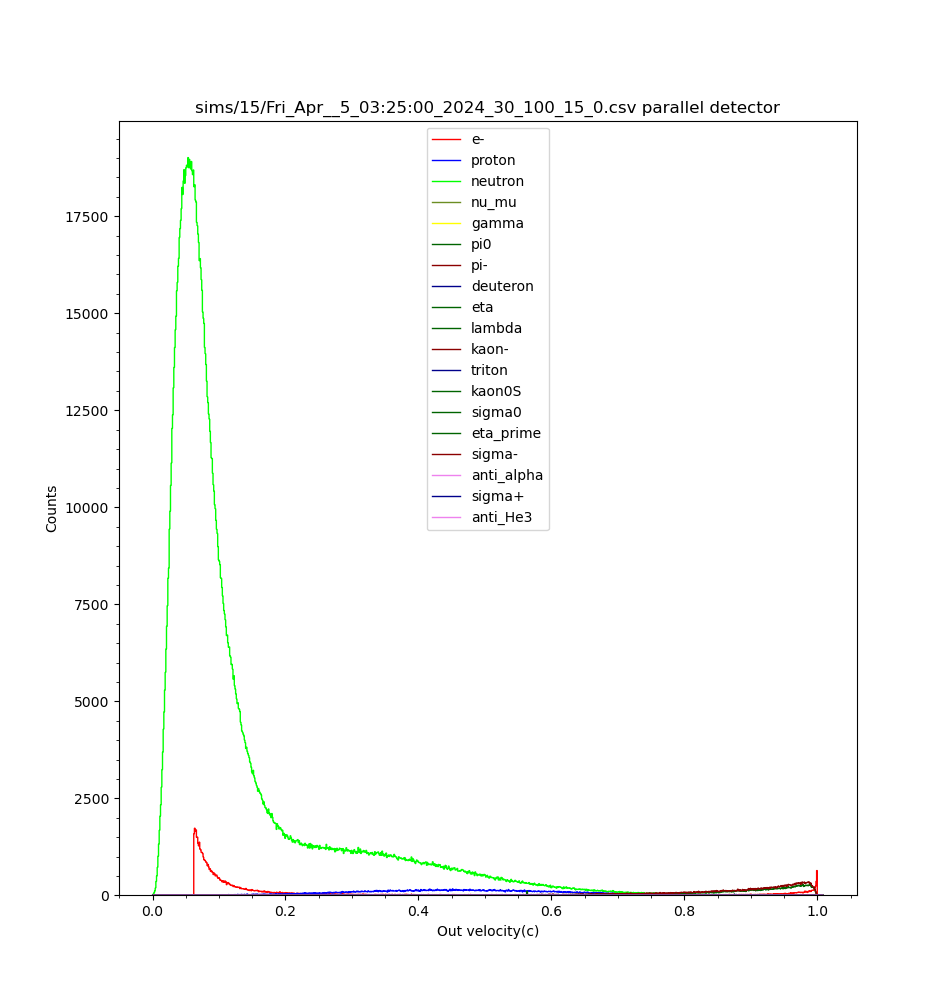 sims/15/Fri_Apr__5_03:25:00_2024_30_100_15_0.csv parallel detector
e-
proton
neutron
nu_mu
gamma
pi0
pi-
deuteron
eta
lambda
kaon-
triton
kaon0S
sigma0
eta_prime
sigma-
anti_alpha
sigma+
anti_He3
Counts
17500
15000
12500
10000
7500
5000
2500
0
0.0 0.2 0.4 0.6 0.8 1.0
Out velocity(c)